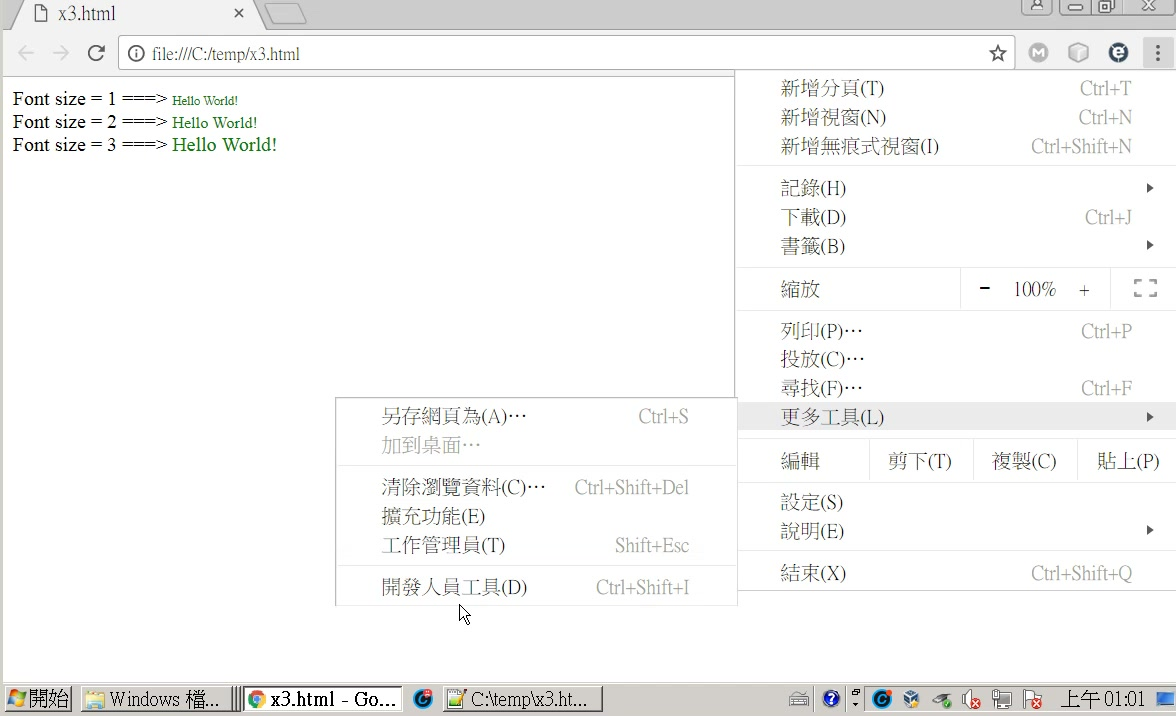 x3.html
file:///C:/temp/x3.html
Font size = 1 ===> Hello World!
Font size = 2 ===> Hello World!
Font size = 3 ===> Hello World!
新增分頁(T) Ctrl+T
新增視窗(N) Ctrl+N
新增無痕式視窗(I) Ctrl+Shift+N
記錄(H)
下載(D) Ctrl+J
書籤(B)
縮放 - 100% +
列印(P)… Ctrl+P
投放(C)…
尋找(F)… Ctrl+F
更多工具(L)
編輯 剪下(T) 複製(C) 貼上(P)
設定(S)
說明(E)
結束(X) Ctrl+Shift+Q
另存網頁為(A)… Ctrl+S
加到桌面…
清除瀏覽資料(C)… Ctrl+Shift+Del
擴充功能(E)
工作管理員(T) Shift+Esc
開發人員工具(D) Ctrl+Shift+I
開始 Windows 檔... x3.html - Go... C:\temp\x3.ht... 上午 01:01